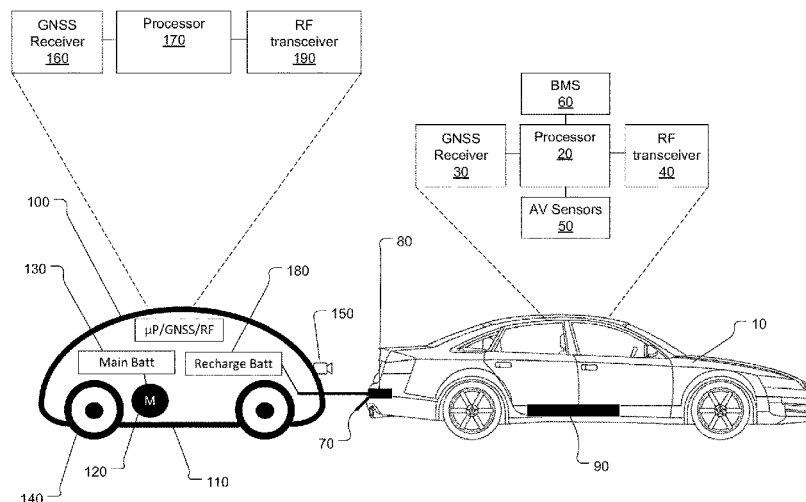 GNSS
Receiver
160
Processor
170
RF
transceiver
190
BMS
60
GNSS
Receiver
30
Processor
20
RF
transceiver
40
AV Sensors
50
100
130
180
80
150
10
µP/GNSS/RF
Main Batt
Recharge Batt
M
70
90
140
120
110